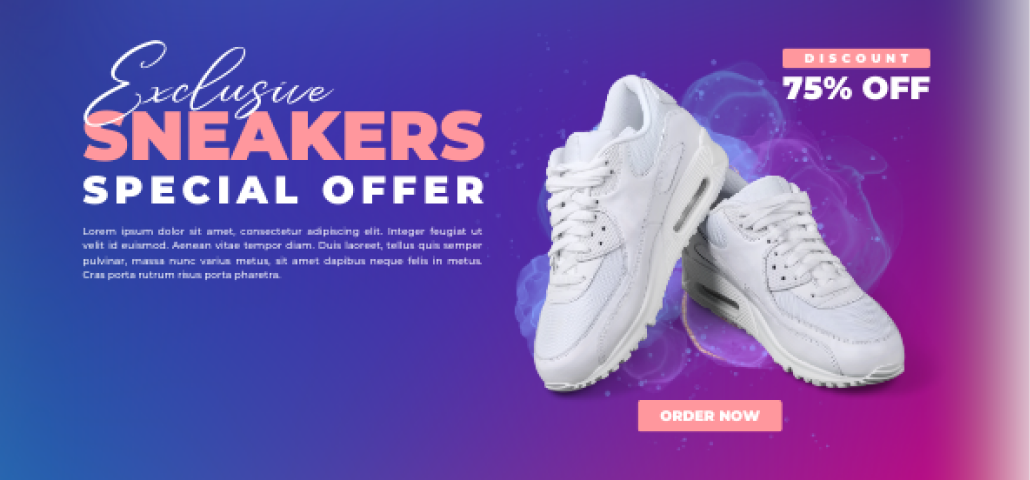 Exclusive
SNEAKERS
SPECIAL OFFER
Lorem ipsum dolor sit amet, consectetur adipiscing elit. Integer feugiat ut
velit id euismod. Aenean vitae tempor diam. Duis laoreet, tellus quis semper
pulvinar, massa nunc varius metus, sit amet dapibus neque felis in metus.
Cras porta rutrum risus porta pharetra.
DISCOUNT
75% OFF
ORDER NOW